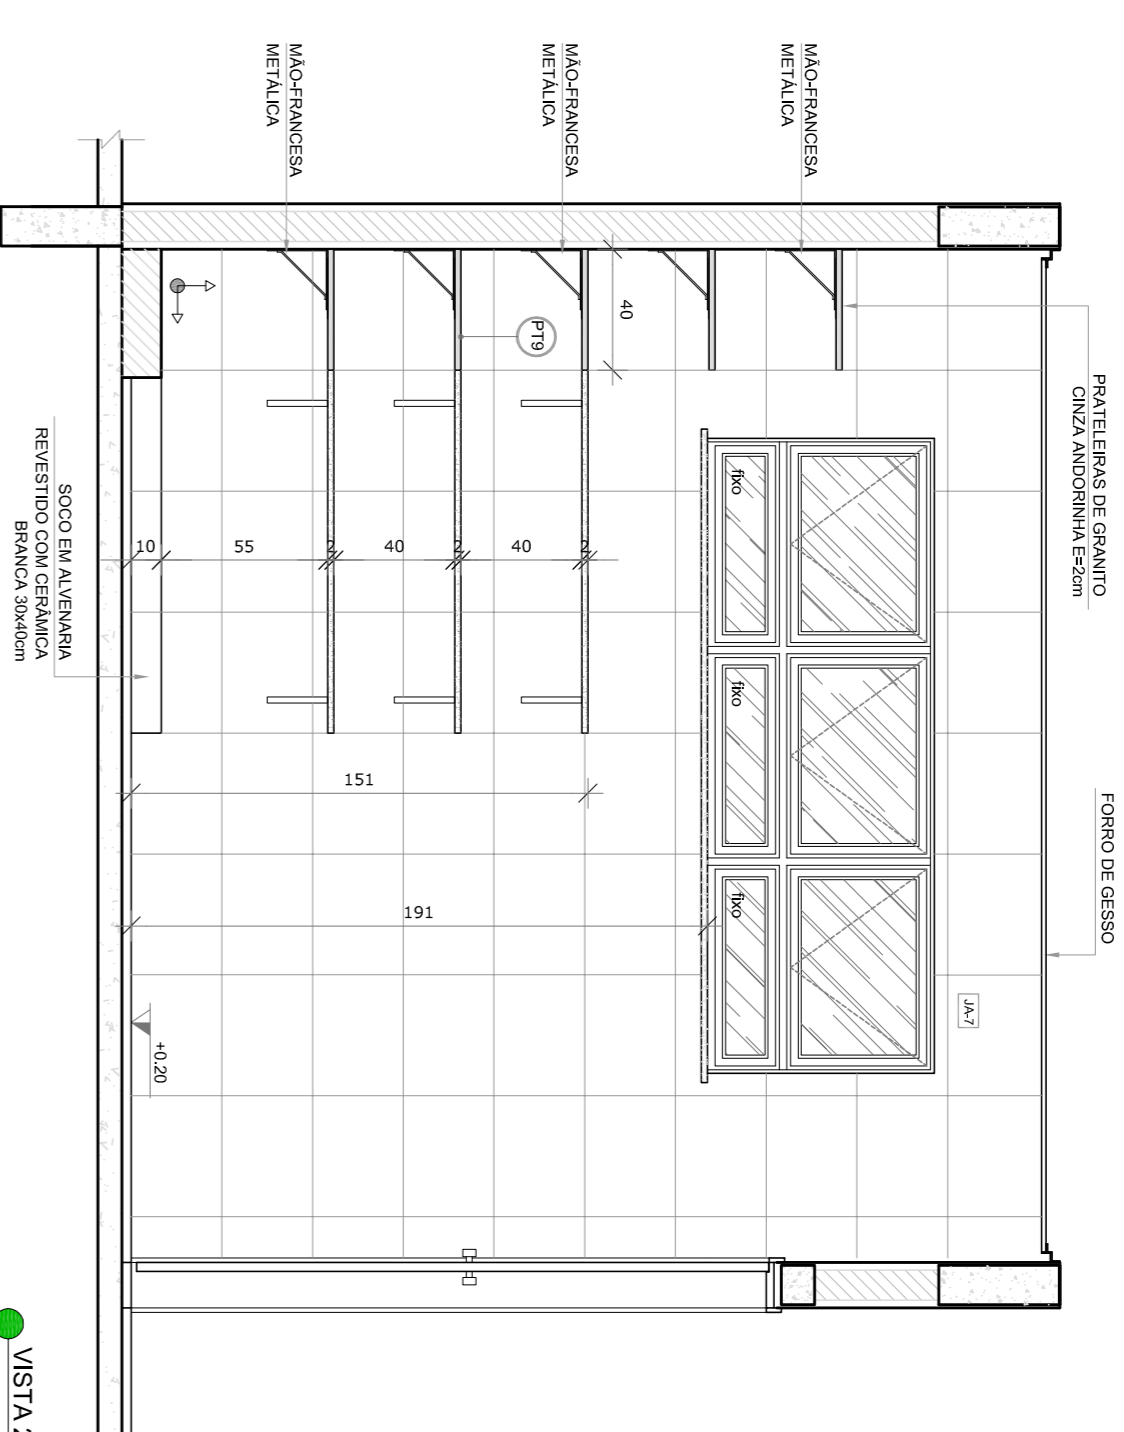 MÃO-FRANCESA
METÁLICA
MÃO-FRANCESA
METÁLICA
MÃO-FRANCESA
METÁLICA
PRATELEIRAS DE GRANITO
CINZA ANDORINHA E=2cm
FORRO DE GESSO
40
PT9
fixo
fixo
fixo
JA-7
10
55
2
40
2
40
2
151
191
+0.20
SOCO EM ALVENARIA
REVESTIDO COM CERÂMICA
BRANCA 30x40cm
VISTA